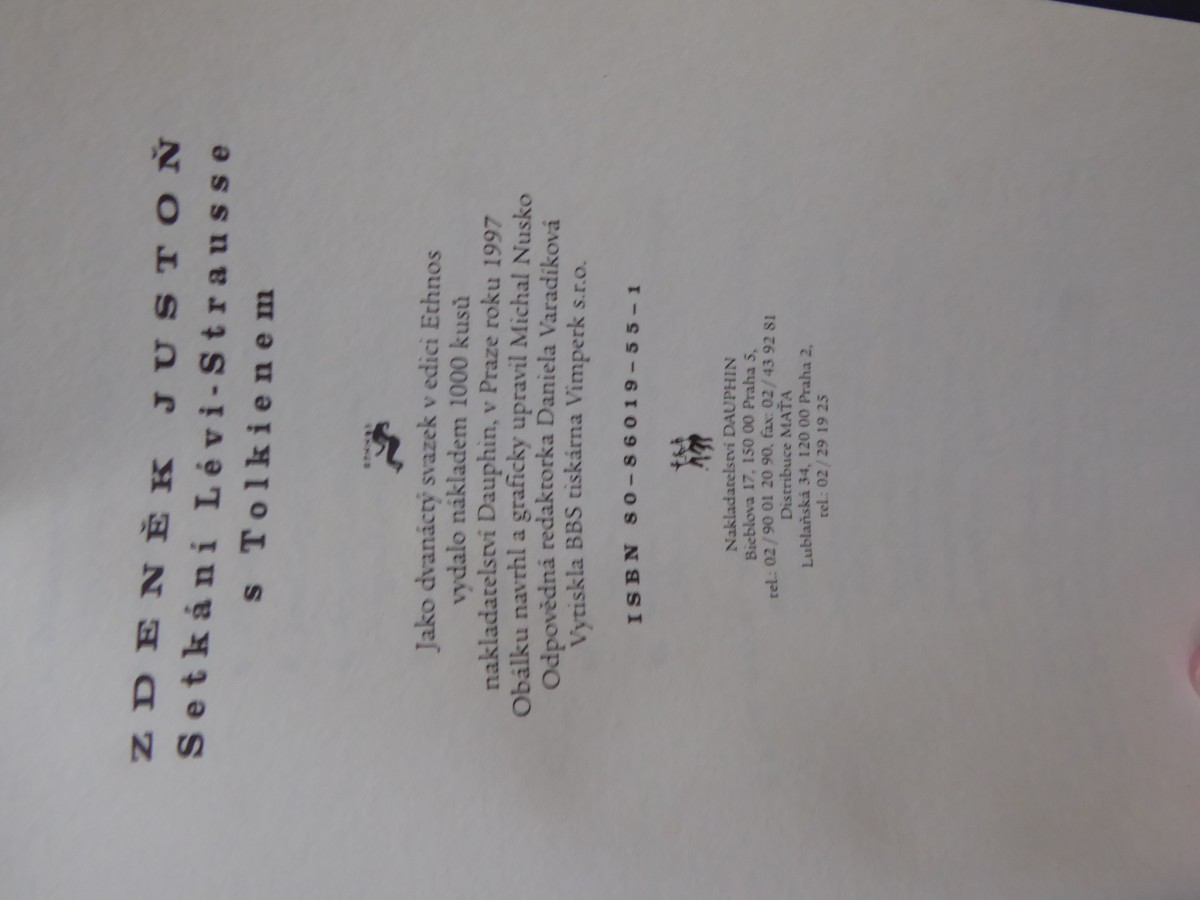 ZDENĚK JUSTOŇ
Setkání Lévi-Strausse
s Tolkienem
ETHNOS
Jako dvanáctý svazek v edici Ethnos
vydalo nákladem 1000 kusů
nakladatelství Dauphin, v Praze roku 1997
Obálku navrhl a graficky upravil Michal Nusko
Odpovědná redaktorka Daniela Varadíková
Vytiskla BBS tiskárna Vimperk s.r.o.
ISBN 80–86019–55–1
Nakladatelství DAUPHIN
Bieblova 17, 150 00 Praha 5,
tel.: 02/90 01 20 90, fax: 02/43 92 81
Distribuce MAŤA
Lublaňská 34, 120 00 Praha 2,
tel.: 02/29 19 25